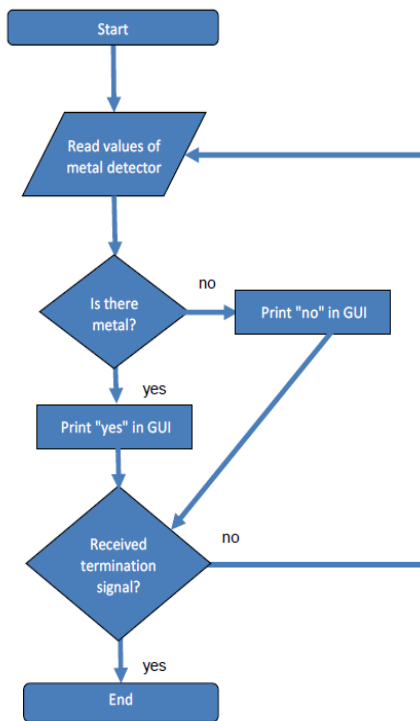 Start
Read values of
metal detector
Is there
metal?
no
Print "no" in GUI
yes
Print "yes" in GUI
Received
termination
signal?
no
yes
End